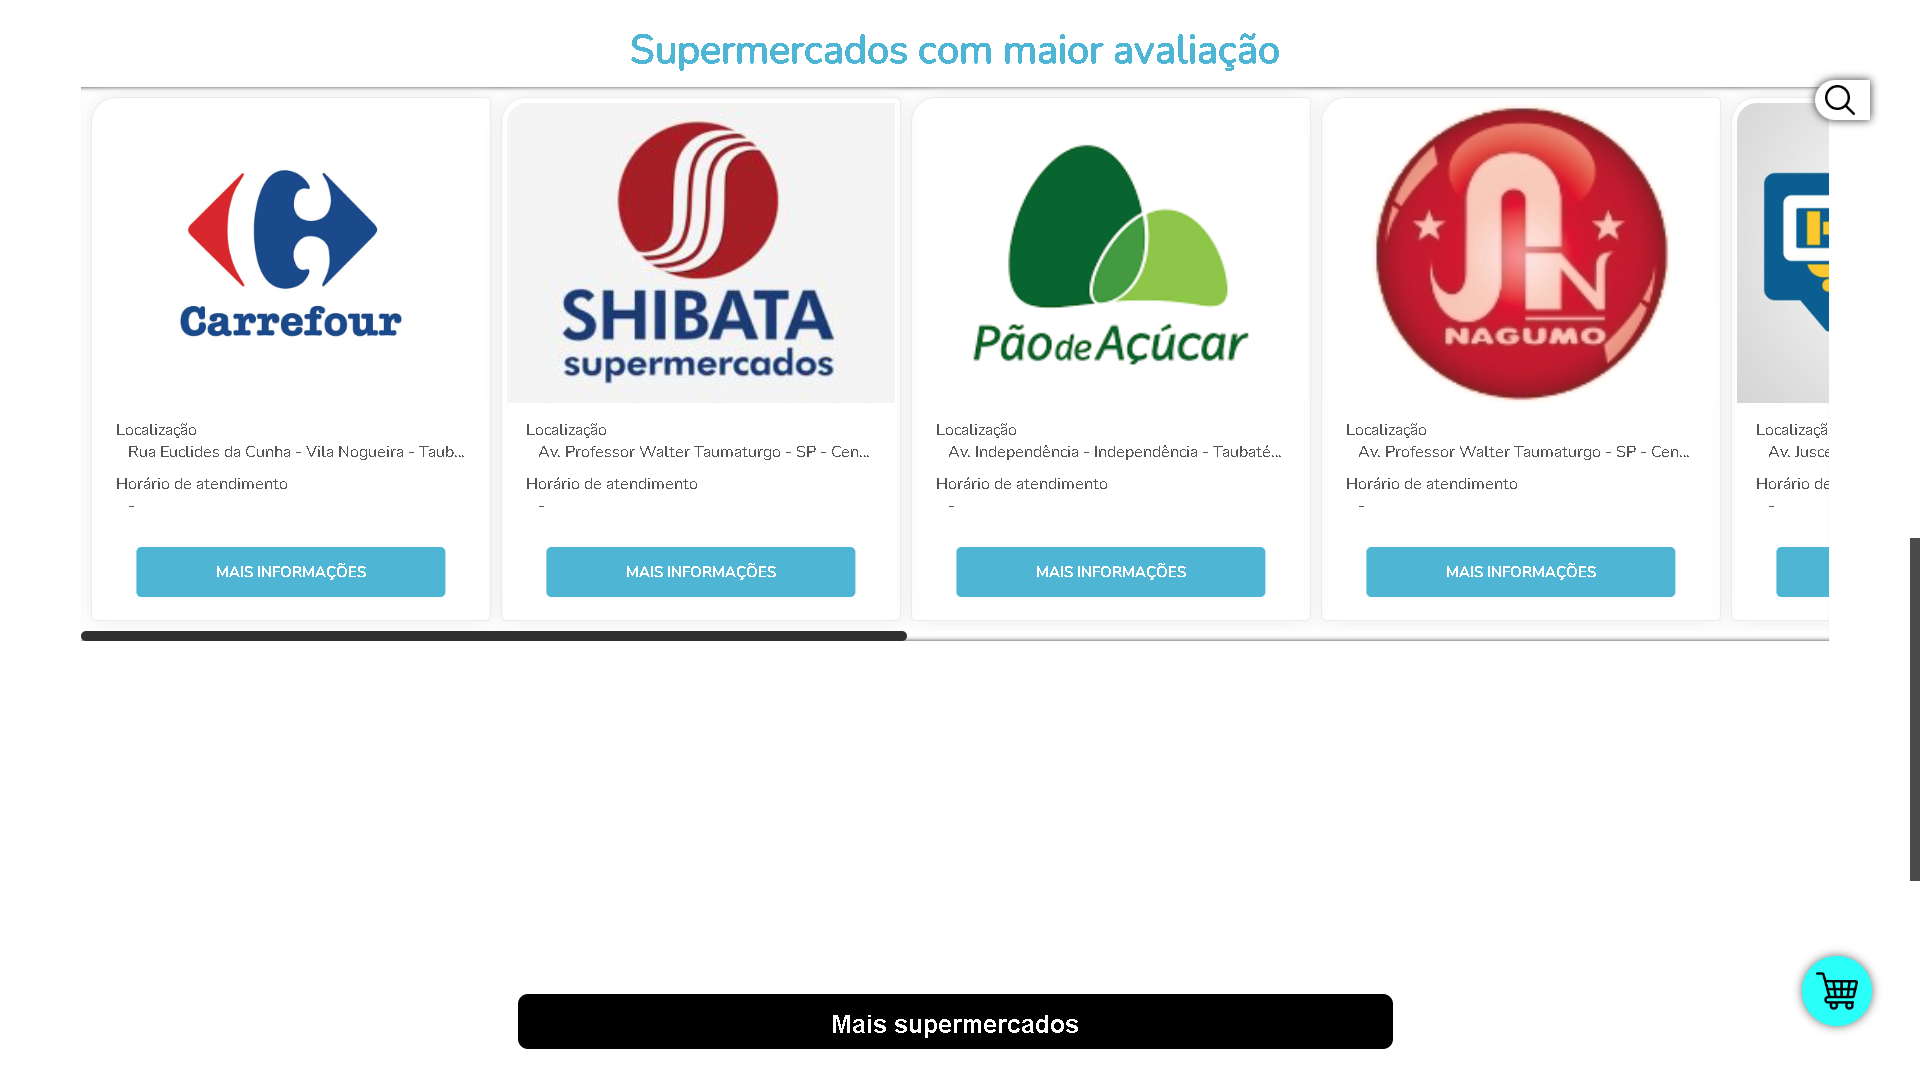 Supermercados com maior avaliação
Carrefour
Localização
Rua Euclides da Cunha - Vila Nogueira - Taub...
Horário de atendimento
-
MAIS INFORMAÇÕES
SHIBATA
supermercados
Localização
Av. Professor Walter Taumaturgo - SP - Cen...
Horário de atendimento
-
MAIS INFORMAÇÕES
Pão de Açúcar
Localização
Av. Independência - Independência - Taubaté...
Horário de atendimento
-
MAIS INFORMAÇÕES
N
NAGUMO
Localização
Av. Professor Walter Taumaturgo - SP - Cen...
Horário de atendimento
-
MAIS INFORMAÇÕES
Localizaçã
Av. Jusce
Horário de
-
Mais supermercados